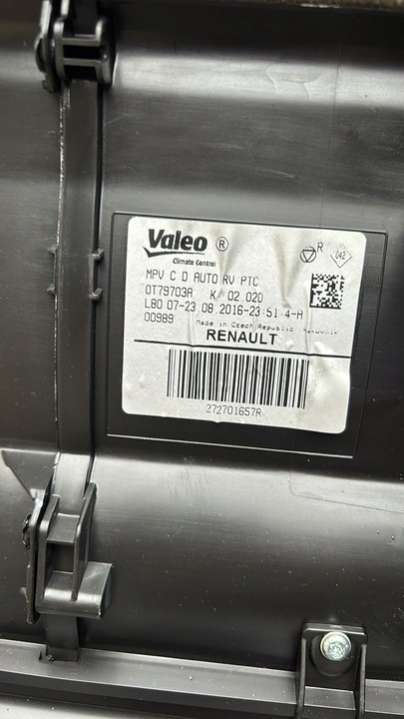 Valeo ®
Climate Control
R
042
MPV C D AUTO RV PTC
0T79703A K/ 02 020
L80 07-23 08 2016-23 51 4-A
00989 Made in Czech Republic
RENAULT
272701657R